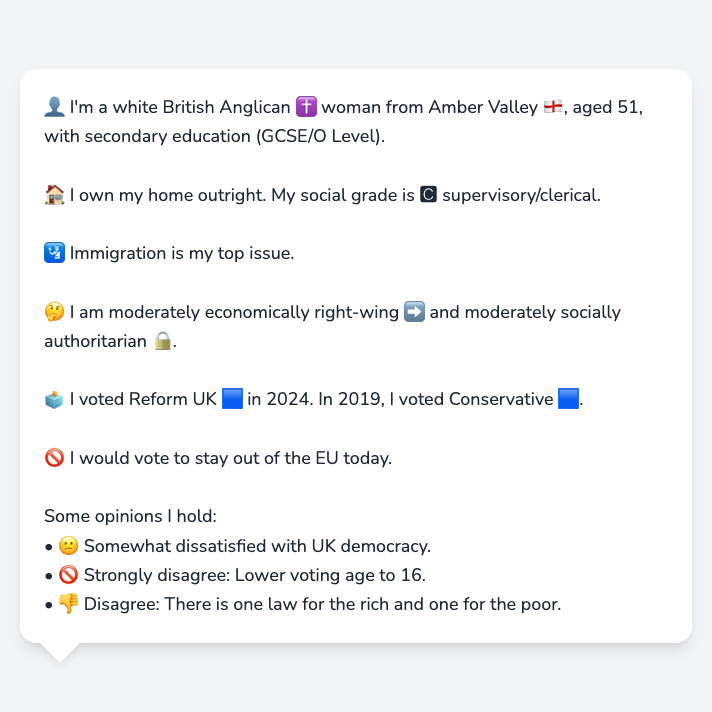 👤 I'm a white British Anglican ✝️ woman from Amber Valley 🏴󠁧󠁢󠁥󠁮󠁧󠁿, aged 51,
with secondary education (GCSE/O Level).
🏠 I own my home outright. My social grade is 🅲 supervisory/clerical.
🛂 Immigration is my top issue.
🤔 I am moderately economically right-wing ➡️ and moderately socially
authoritarian 🔒.
🗳️ I voted Reform UK 🟦 in 2024. In 2019, I voted Conservative 🟦.
🚫 I would vote to stay out of the EU today.
Some opinions I hold:
• 😕 Somewhat dissatisfied with UK democracy.
• 🚫 Strongly disagree: Lower voting age to 16.
• 👎 Disagree: There is one law for the rich and one for the poor.